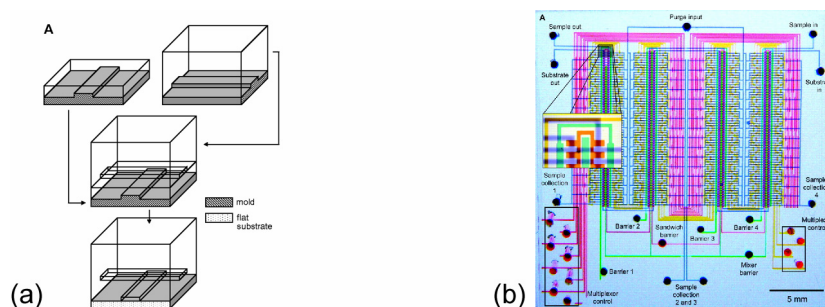 A
mold
flat
substrate
(a)
A
Sample out
Purge input
Sample in
Substrate
out
Substrate
in
Sample
collection
1
Sample
collection
4
Barrier 2
Sandwich
barrier
Barrier 3
Barrier 4
Multiplexor
control
Barrier 1
Mixer
barrier
Multiplexor
control
Sample
collection
2 and 3
5 mm
(b)